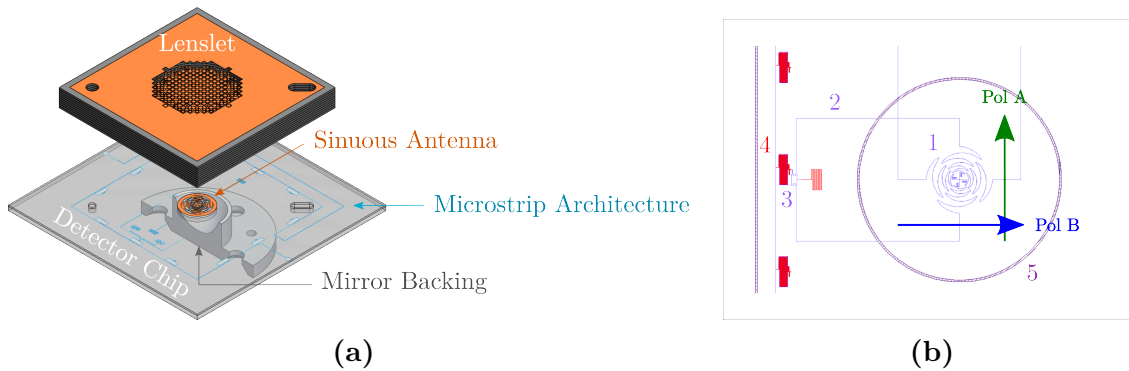 Lenslet
Sinuous Antenna
Microstrip Architecture
Detector Chip
Mirror Backing
(a)
2
Pol A
1
4
3
Pol B
5
(b)